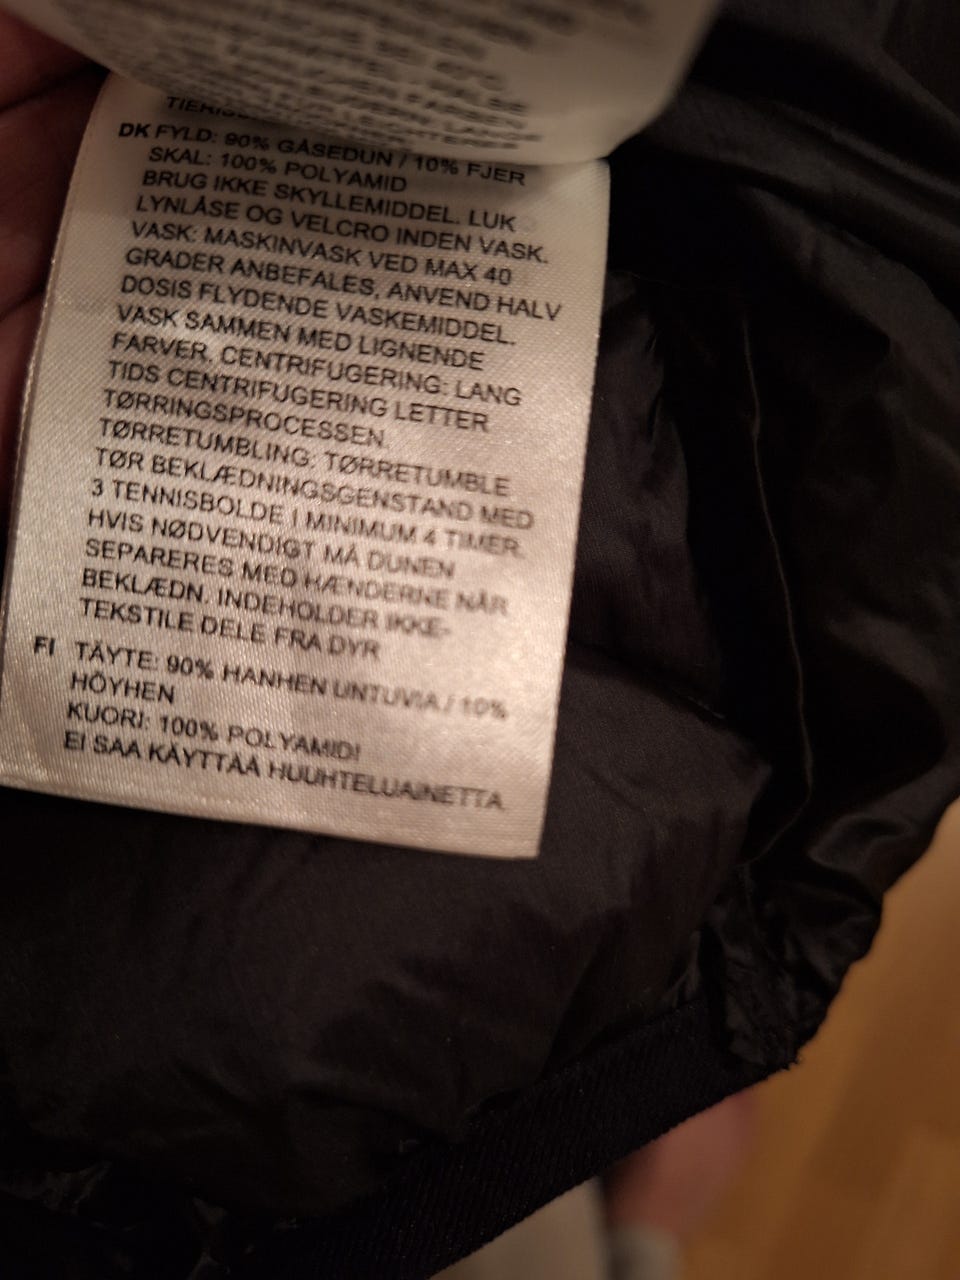 DK FYLD: 90% GÅSEDUN / 10% FJER
SKAL: 100% POLYAMID
BRUG IKKE SKYLLEMIDDEL. LUK
LYNLÅSE OG VELCRO INDEN VASK.
VASK: MASKINVASK VED MAX 40
GRADER ANBEFALES, ANVEND HALV
DOSIS FLYDENDE VASKEMIDDEL.
VASK SAMMEN MED LIGNENDE
FARVER. CENTRIFUGERING: LANG
TIDS CENTRIFUGERING LETTER
TØRRINGSPROCESSEN.
TØRRETUMBLING: TØRRETUMBLE
TØR BEKLÆDNINGSGENSTAND MED
3 TENNISBOLDE I MINIMUM 4 TIMER.
HVIS NØDVENDIGT MÅ DUNEN
SEPARERES MED HÆNDERNE NÅR
BEKLÆDN. INDEHOLDER IKKE-
TEKSTILE DELE FRA DYR
FI TÄYTE: 90% HANHEN UNTUVIA / 10%
HÖYHEN
KUORI: 100% POLYAMIDI
EI SAA KÄYTTÄÄ HUUHTELUAINETTA